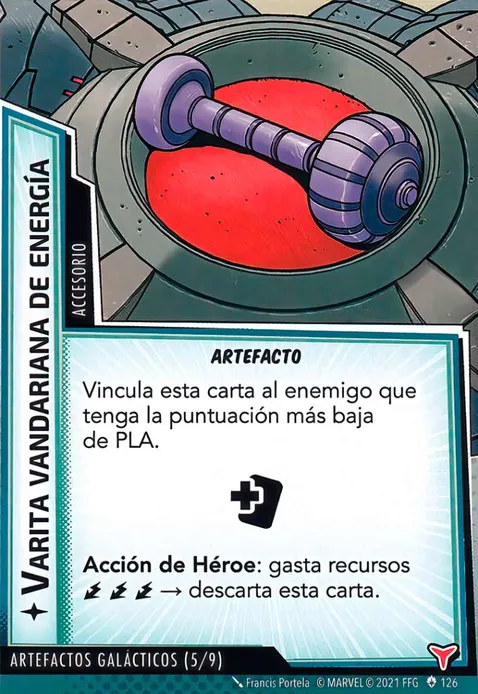 VARITA VANDARIANA DE ENERGÍA
ACCESORIO
ARTEFACTO
Vincula esta carta al enemigo que
tenga la puntuación más baja
de PLA.
Acción de Héroe: gasta recursos
→ descarta esta carta.
ARTEFACTOS GALÁCTICOS (5/9)
Francis Portela © MARVEL © 2021 FFG 126